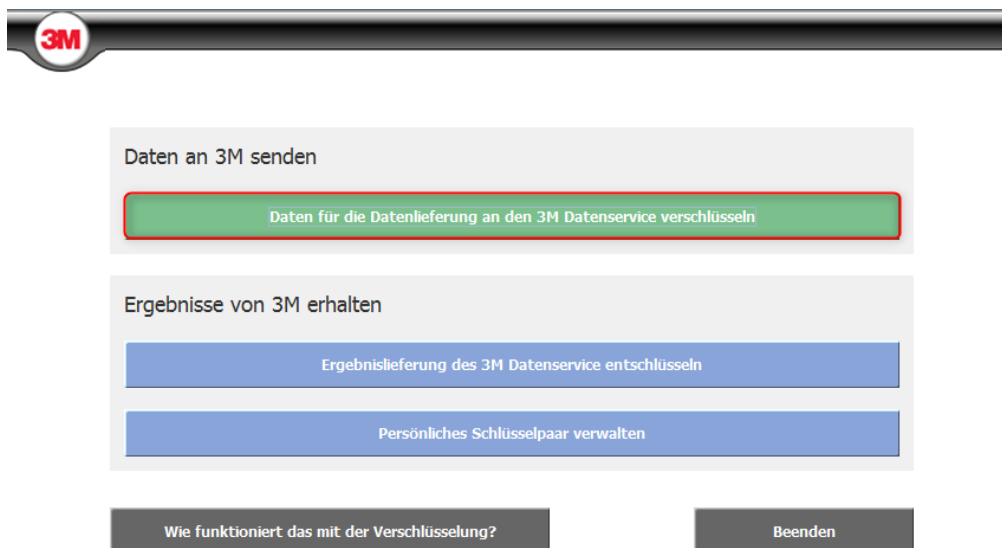 3M
Daten an 3M senden
Daten für die Datenlieferung an den 3M Datenservice verschlüsseln
Ergebnisse von 3M erhalten
Ergebnislieferung des 3M Datenservice entschlüsseln
Persönliches Schlüsselpaar verwalten
Wie funktioniert das mit der Verschlüsselung?
Beenden